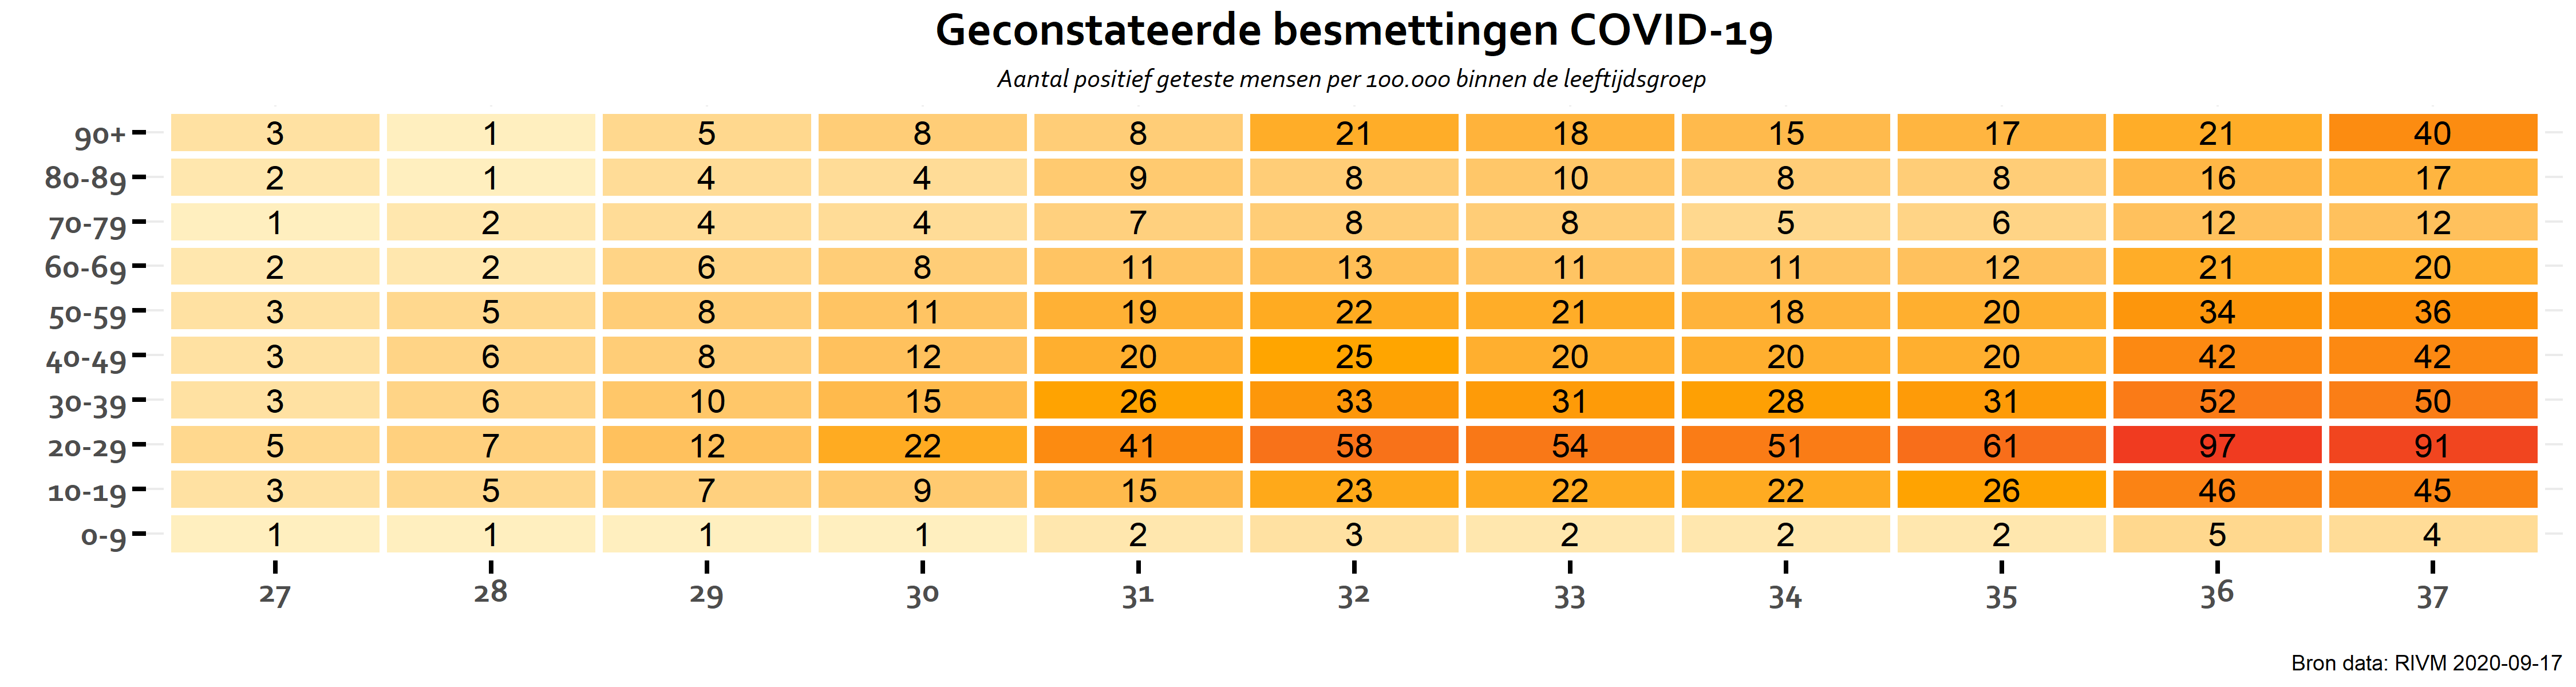 Geconstateerde besmettingen COVID-19
Aantal positief geteste mensen per 100.000 binnen de leeftijdsgroep
90+ 3 1 5 8 8 21 18 15 17 21 40
80-89 2 1 4 4 9 8 10 8 8 16 17
70-79 1 2 4 4 7 8 8 5 6 12 12
60-69 2 2 6 8 11 13 11 11 12 21 20
50-59 3 5 8 11 19 22 21 18 20 34 36
40-49 3 6 8 12 20 25 20 20 20 42 42
30-39 3 6 10 15 26 33 31 28 31 52 50
20-29 5 7 12 22 41 58 54 51 61 97 91
10-19 3 5 7 9 15 23 22 22 26 46 45
0-9 1 1 1 1 2 3 2 2 2 5 4
27 28 29 30 31 32 33 34 35 36 37
Bron data: RIVM 2020-09-17